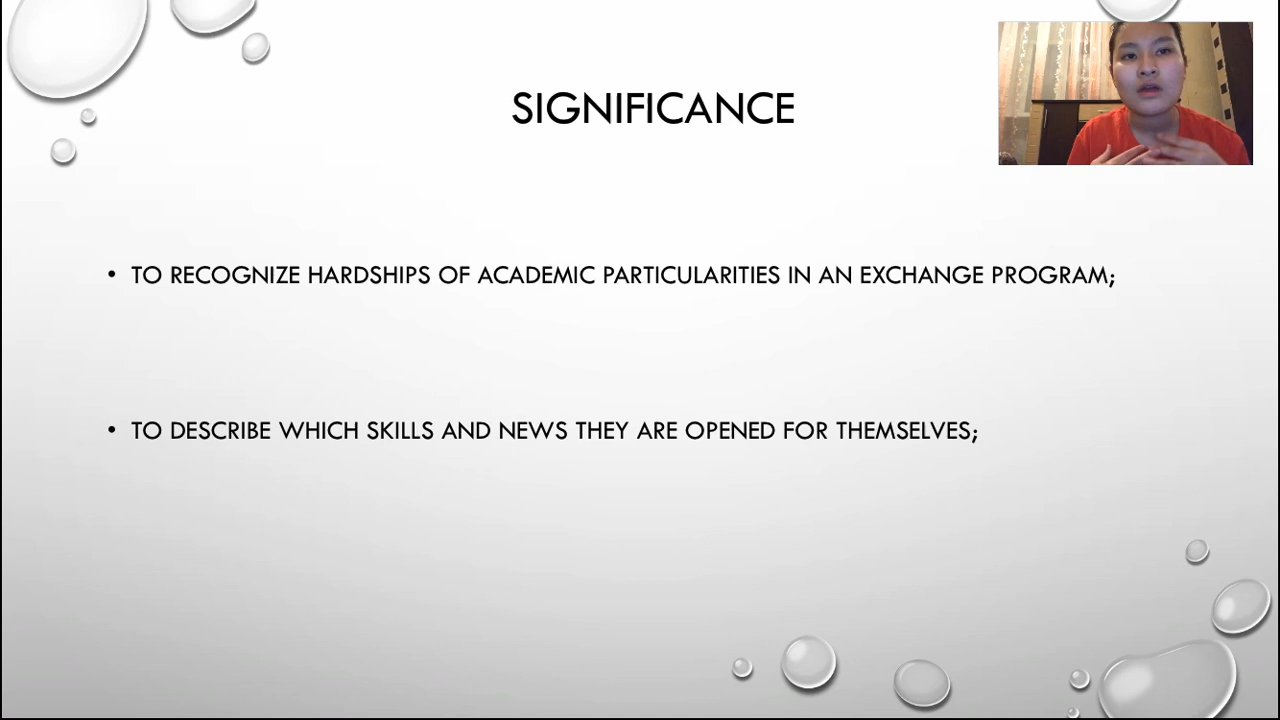 SIGNIFICANCE
• TO RECOGNIZE HARDSHIPS OF ACADEMIC PARTICULARITIES IN AN EXCHANGE PROGRAM;
• TO DESCRIBE WHICH SKILLS AND NEWS THEY ARE OPENED FOR THEMSELVES;